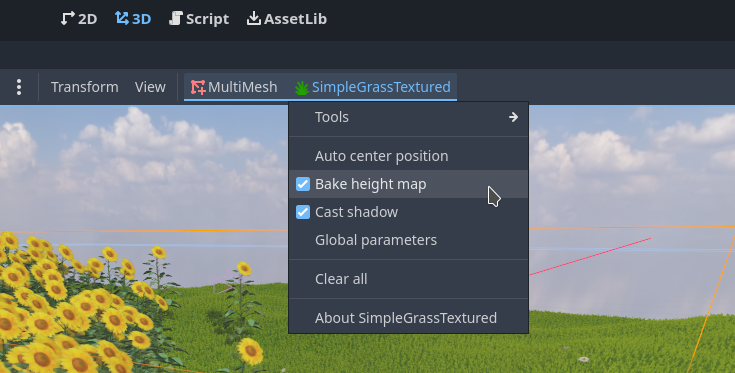 2D 3D Script AssetLib
Transform View MultiMesh SimpleGrassTextured
Tools
Auto center position
Bake height map
Cast shadow
Global parameters
Clear all
About SimpleGrassTextured